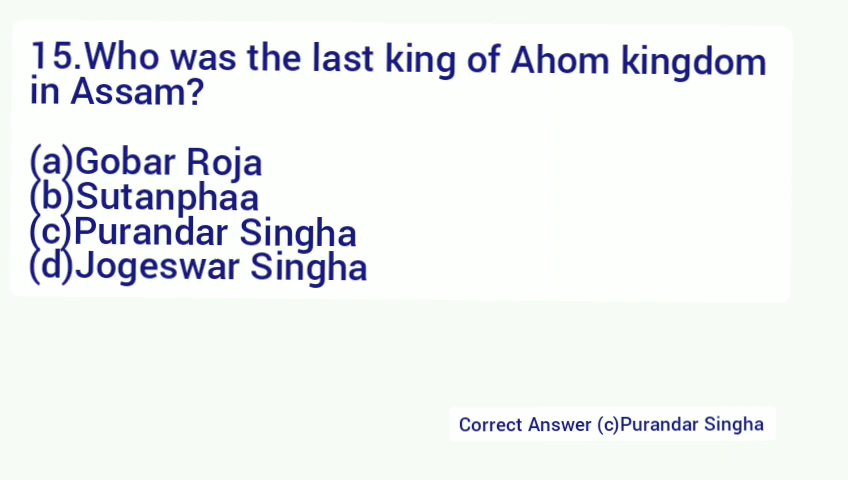 15.Who was the last king of Ahom kingdom
in Assam?
(a)Gobar Roja
(b)Sutanphaa
(c)Purandar Singha
(d)Jogeswar Singha
Correct Answer (c)Purandar Singha